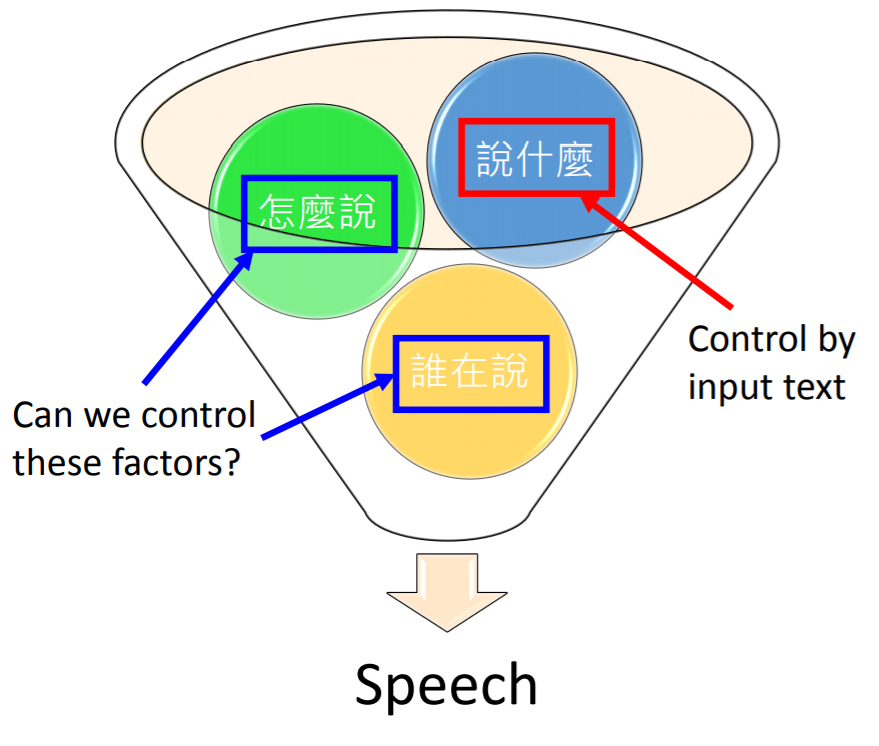 說什麼
怎麼說
誰在說
Control by
input text
Can we control
these factors?
Speech